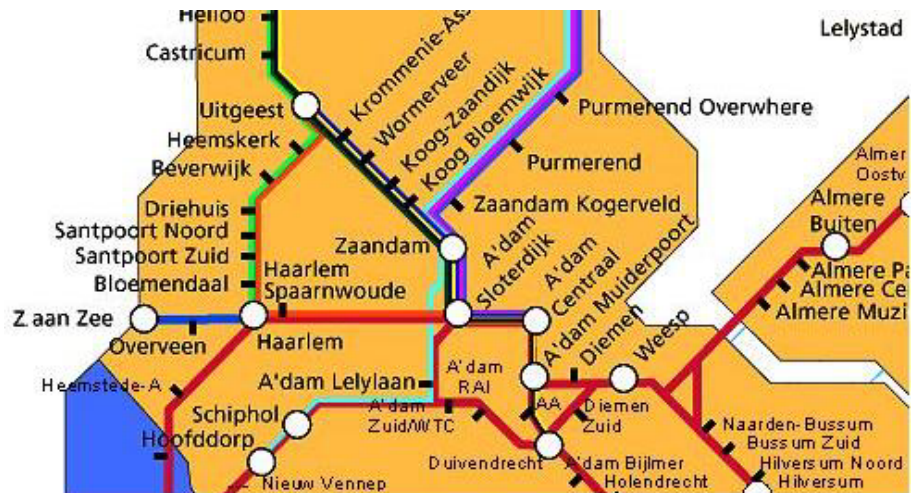 Heiloo
Castricum
Uitgeest
Krommenie-Ass
Wormerveer
Koog-Zaandijk
Koog Bloemwijk
Heemskerk
Beverwijk
Purmerend Overwhere
Purmerend
Zaandam Kogerveld
Lelystad
Driehuis
Santpoort Noord
Santpoort Zuid
Bloemendaal
Zaandam
Haarlem
Spaarnwoude
A'dam
Sloterdijk
A'dam
Centraal
A'dam Muiderpoort
Diemen
Weesp
Almer
Oostv
Almere
Buiten
Almere Pa
Almere Ce
Almere Muzi
Z.aan Zee
Overveen
Haarlem
Heemstede-A
A'dam Lelylaan
A'dam
RAI
Schiphol
A'dam
Zuid/WTC
AA
Diemen
Zuid
Hoofddorp
Nieuw Vennep
Duivendrecht
A'dam Bijlmer
Holendrecht
Naarden-Bussum
Bussum Zuid
Hilversum Noord
Hilversum